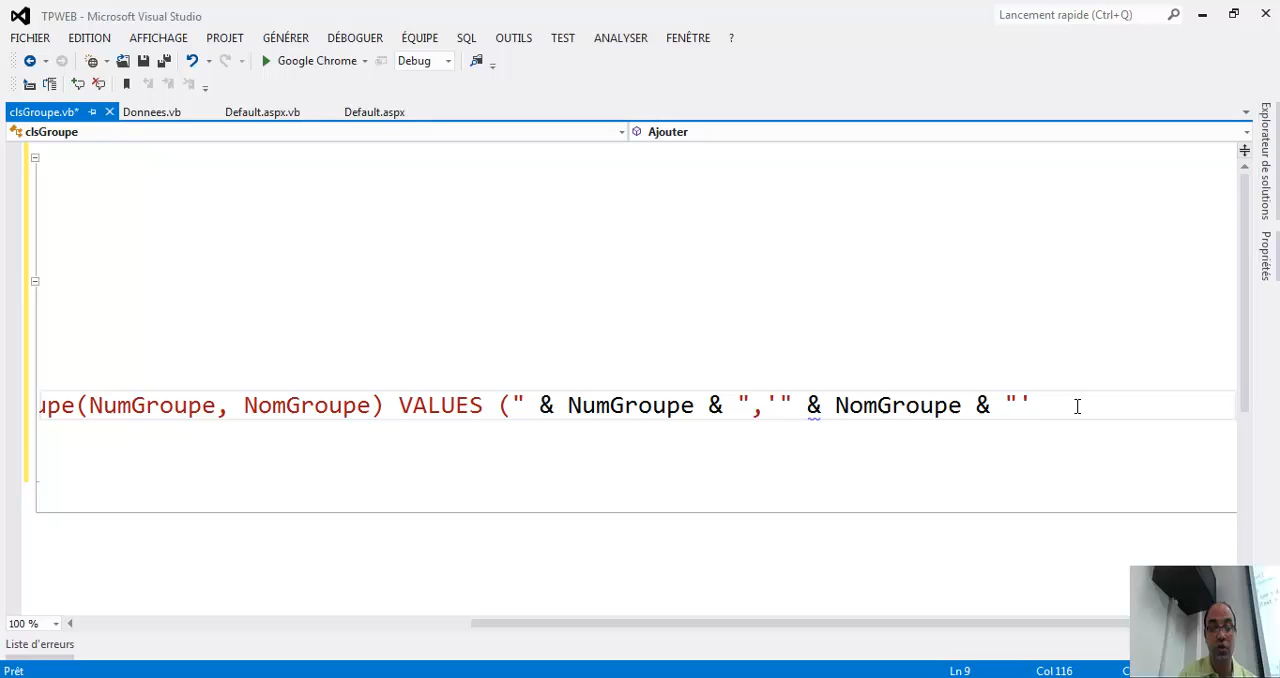 TPWEB - Microsoft Visual Studio
Lancement rapide (Ctrl+Q)
FICHIER EDITION AFFICHAGE PROJET GÉNÉRER DÉBOGUER ÉQUIPE SQL OUTILS TEST ANALYSER FENÊTRE ?
Google Chrome Debug
clsGroupe.vb* Donnees.vb Default.aspx.vb Default.aspx
clsGroupe Ajouter
Explorateur de solutions
Propriétés
upe(NumGroupe, NomGroupe) VALUES (" & NumGroupe & ",'" & NomGroupe & "'
100 %
Liste d'erreurs
Prêt Ln 9 Col 116